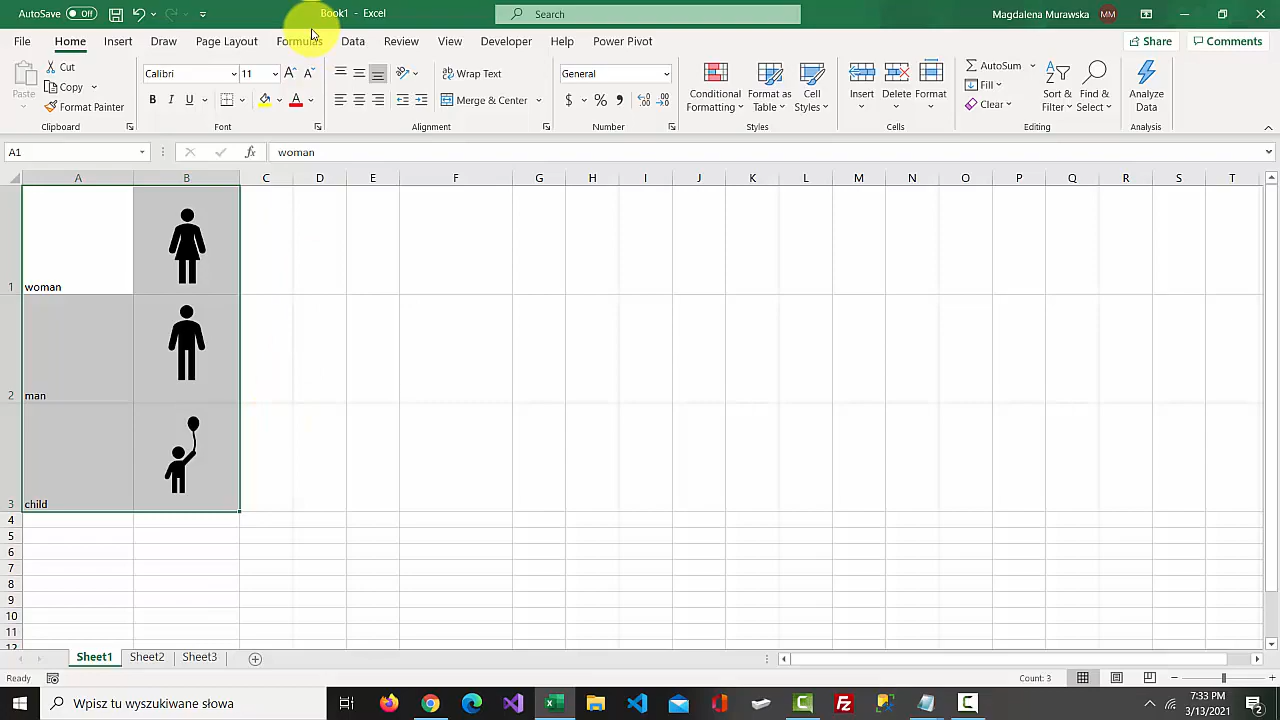 AutoSave Off Book1 - Excel Search Magdalena Murawska MM
File Home Insert Draw Page Layout Formulas Data Review View Developer Help Power Pivot Share Comments
Paste Cut Copy Format Painter
Calibri 11 A A
B I U A
ab Wrap Text
Merge & Center
General
$ % 9
Conditional Formatting Format as Table Cell Styles
Insert Delete Format
AutoSum Fill Clear
Sort & Filter Find & Select
Analyze Data
Clipboard Font Alignment Number Styles Cells Editing Analysis
A1 fx woman
A B C D E F G H I J K L M N O P Q R S T
1 woman
2 man
3 child
4
5
6
7
8
9
10
11
12
Sheet1 Sheet2 Sheet3
Ready Count: 3
Wpisz tu wyszukiwane słowa 7:33 PM
3/13/2021 2